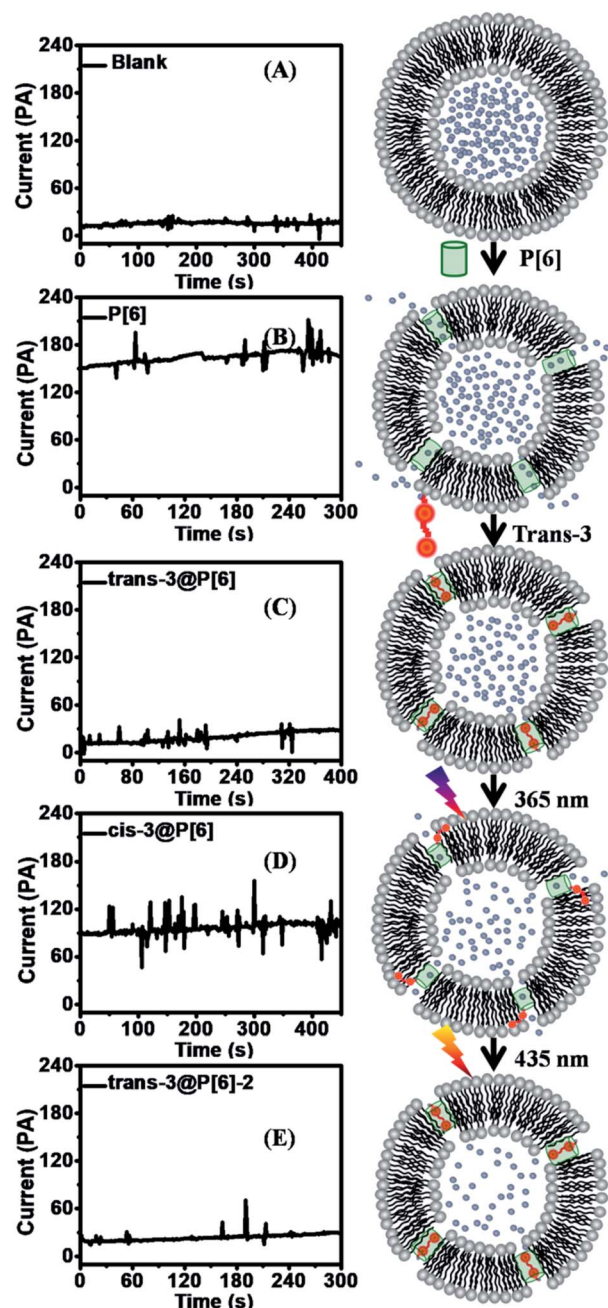 240
180
120
60
0
Current (PA)
Blank
(A)
0 100 200 300 400
Time (s)
P[6]
240
180
120
60
0
Current (PA)
P[6]
(B)
0 60 120 180 240 300
Time (s)
Trans-3
240
180
120
60
0
Current (PA)
trans-3@P[6]
(C)
0 80 160 240 320 400
Time (s)
365 nm
240
180
120
60
0
Current (PA)
cis-3@P[6]
(D)
0 100 200 300 400
Time (s)
435 nm
240
180
120
60
0
Current (PA)
trans-3@P[6]-2
(E)
0 60 120 180 240 300
Time (s)